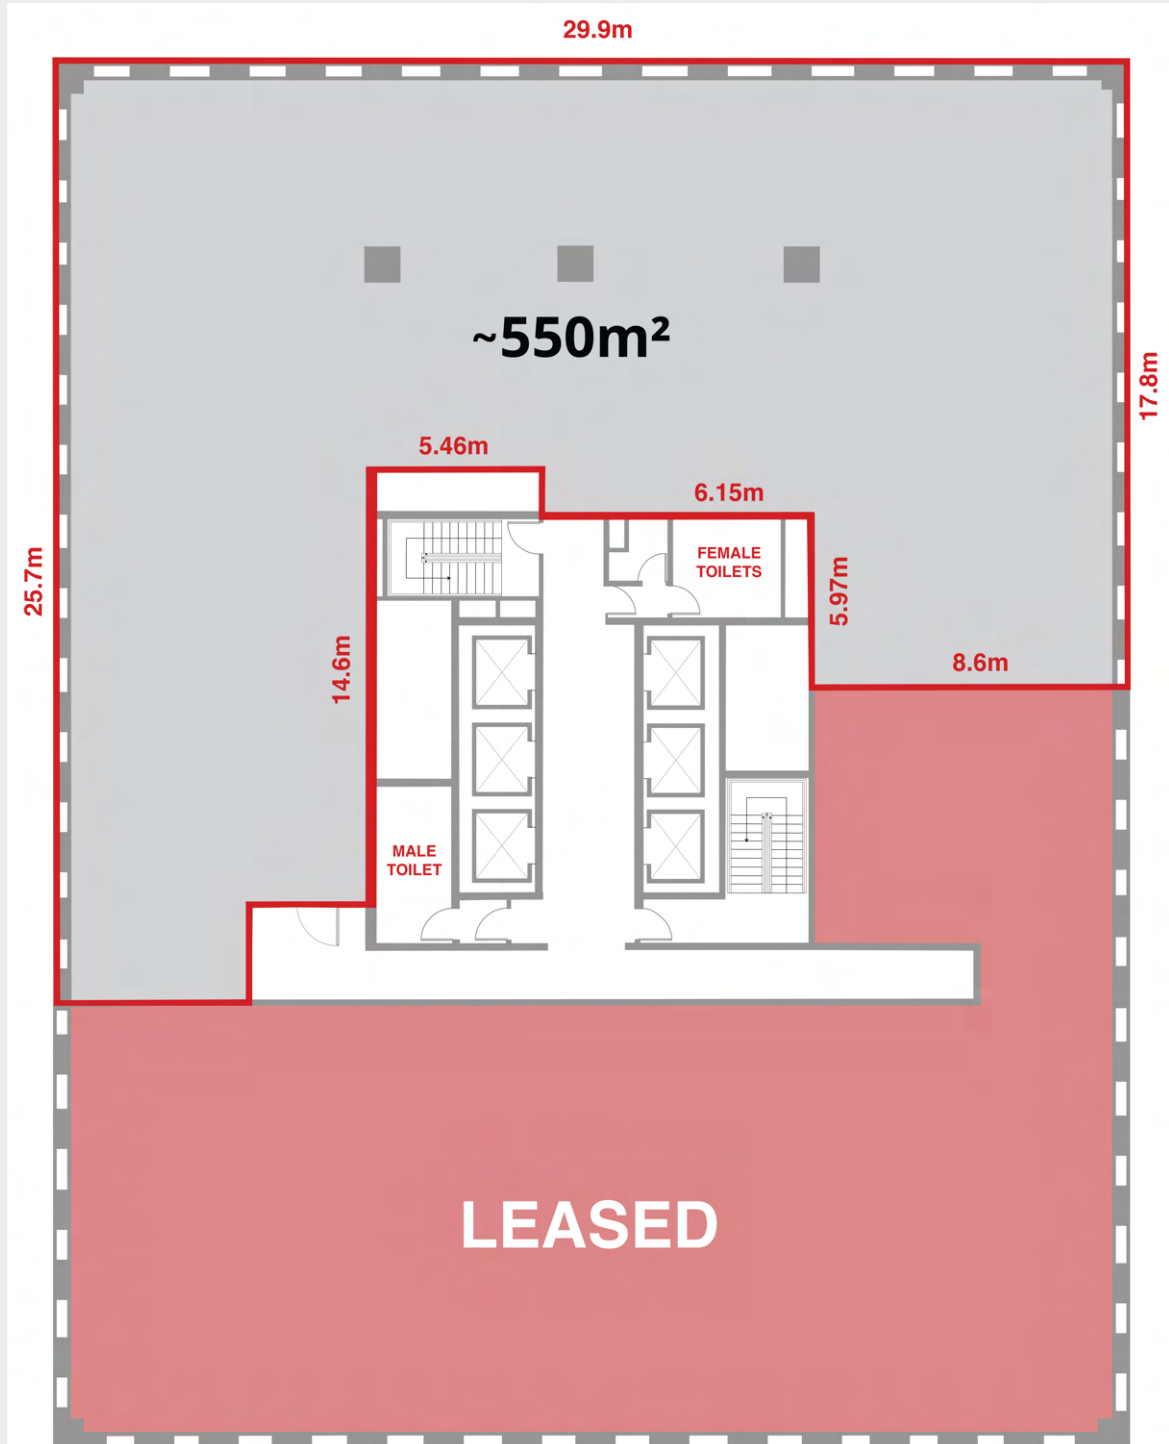 29.9m
~550m²
17.8m
5.46m
6.15m
25.7m
FEMALE
TOILETS
5.97m
14.6m
8.6m
MALE
TOILET
LEASED